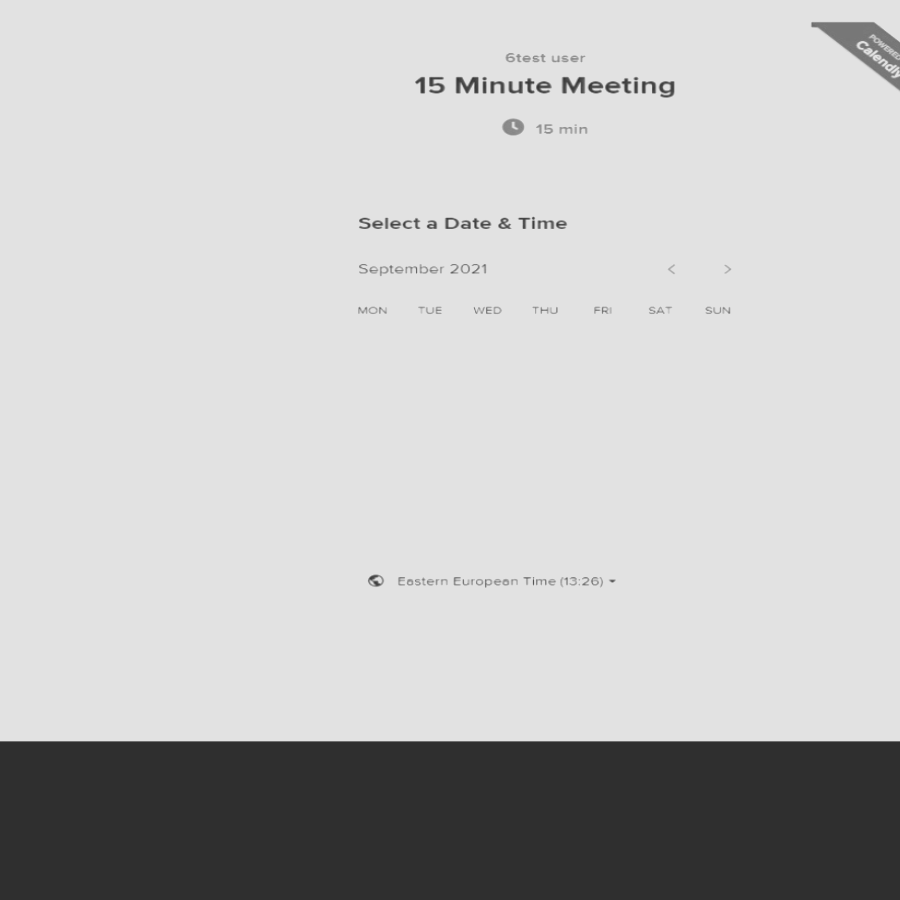 6test user
15 Minute Meeting
15 min
POWERED
Calendly
Select a Date & Time
September 2021
MON TUE WED THU FRI SAT SUN
Eastern European Time (13:26)